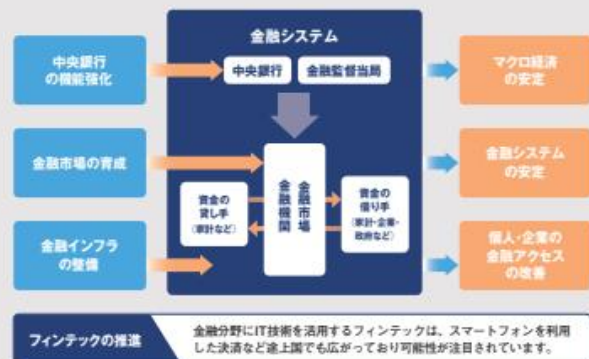 金融システム
中央銀行
の機能強化
中央銀行
金融監督当局
マクロ経済
の安定
金融市場の育成
金融市場
金融機関
資金の
貸し手
(家計など)
資金の
借り手
(家計・企業・
政府など)
金融システム
の安定
金融インフラ
の整備
個人・企業の
金融アクセス
の改善
フィンテックの推進
金融分野にIT技術を活用するフィンテックは、スマートフォンを利用
した決済など途上国でも広がっており可能性が注目されています。